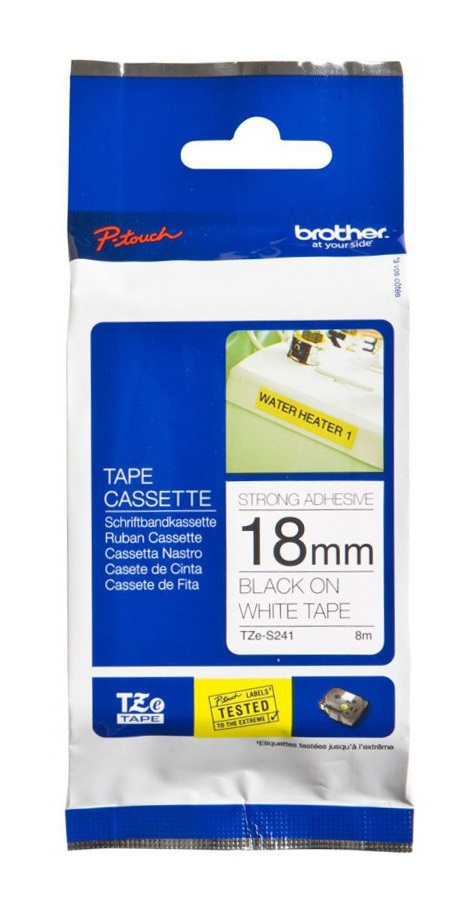 P-touch
brother
at your side
*à vos côtés
WATER HEATER 1
TAPE
CASSETTE
Schriftbandkassette
Ruban Cassette
Cassetta Nastro
Casete de Cinta
Cassete de Fita
STRONG ADHESIVE
18mm
BLACK ON
WHITE TAPE
TZe-S241 8m
TZe
TAPE
P-touch LABELS*
TESTED
TO THE EXTREME
*Etiquettes testées jusqu'à l'extrême